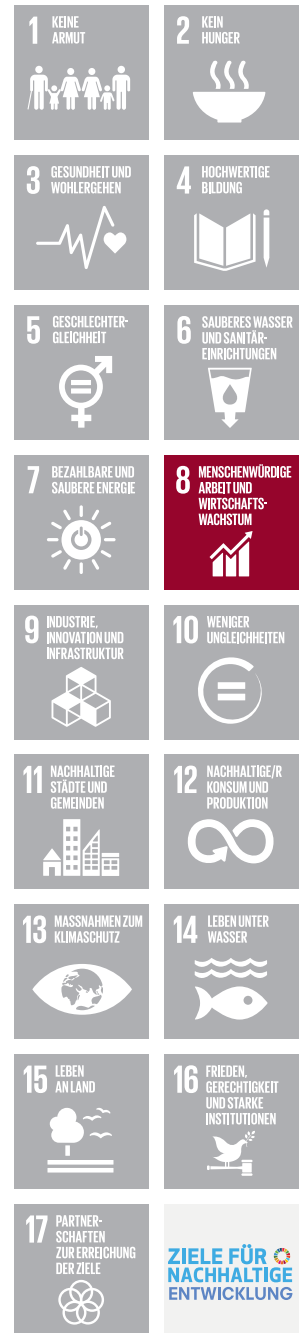 1 KEINE
ARMUT
2 KEIN
HUNGER
3 GESUNDHEIT UND
WOHLERGEHEN
4 HOCHWERTIGE
BILDUNG
5 GESCHLECHTER-
GLEICHHEIT
6 SAUBERES WASSER
UND SANITÄR-
EINRICHTUNGEN
7 BEZAHLBARE UND
SAUBERE ENERGIE
8 MENSCHENWÜRDIGE
ARBEIT UND
WIRTSCHAFTS-
WACHSTUM
9 INDUSTRIE,
INNOVATION UND
INFRASTRUKTUR
10 WENIGER
UNGLEICHHEITEN
11 NACHHALTIGE
STÄDTE UND
GEMEINDEN
12 NACHHALTIGE/R
KONSUM UND
PRODUKTION
13 MASSNAHMEN ZUM
KLIMASCHUTZ
14 LEBEN UNTER
WASSER
15 LEBEN
AN LAND
16 FRIEDEN,
GERECHTIGKEIT
UND STARKE
INSTITUTIONEN
17 PARTNER-
SCHAFTEN
ZUR ERREICHUNG
DER ZIELE
ZIELE FÜR
NACHHALTIGE
ENTWICKLUNG